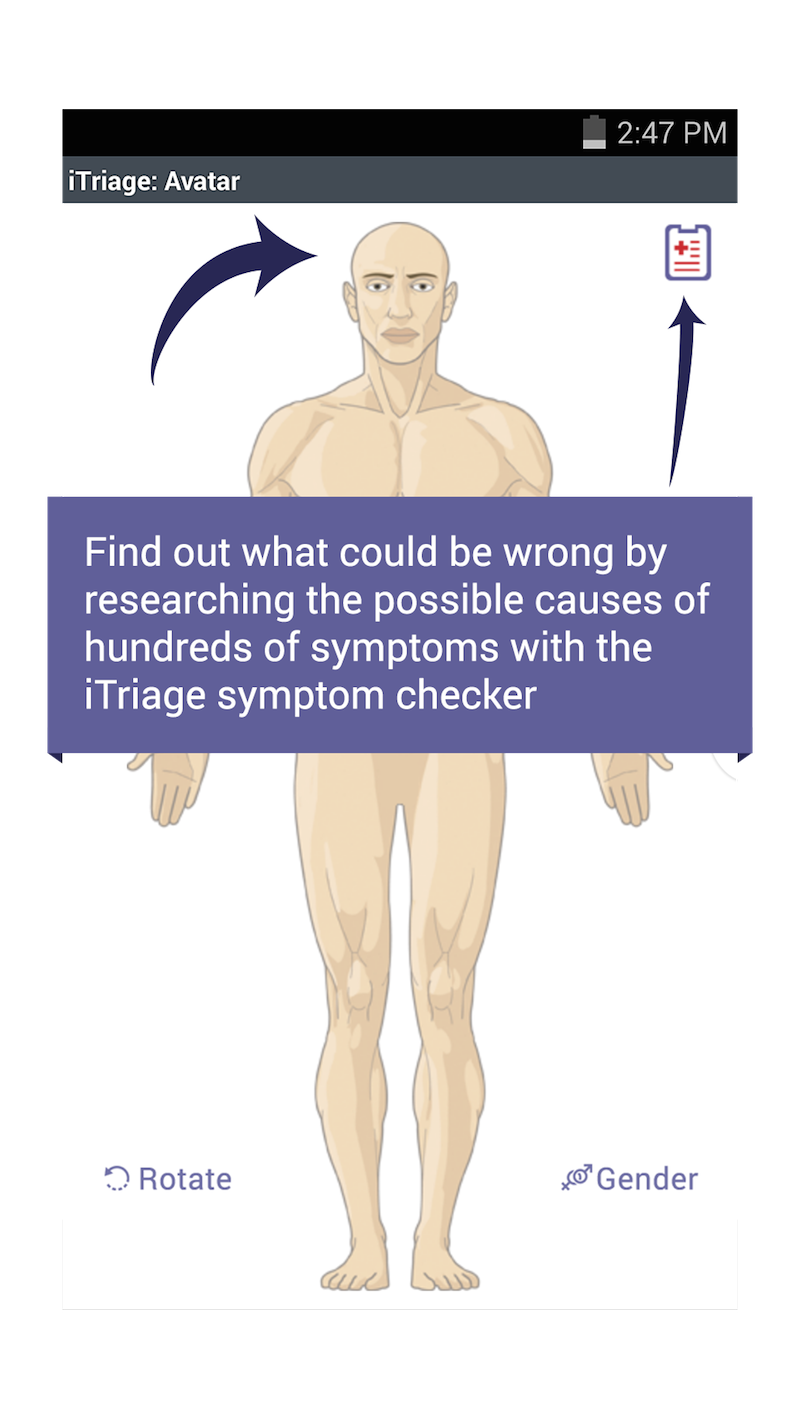 2:47 PM
iTriage: Avatar
Find out what could be wrong by
researching the possible causes of
hundreds of symptoms with the
iTriage symptom checker
Rotate
Gender